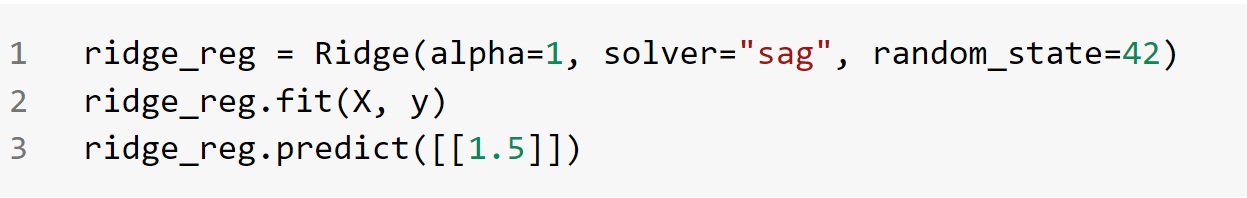 1 ridge_reg = Ridge(alpha=1, solver="sag", random_state=42)
2 ridge_reg.fit(X, y)
3 ridge_reg.predict([[1.5]])